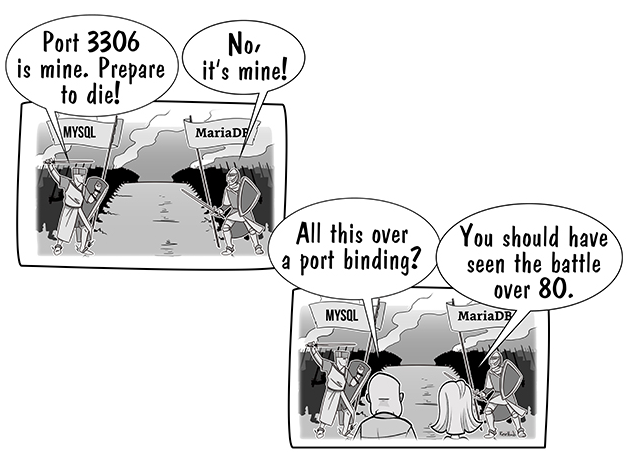 Port 3306
is mine. Prepare
to die!
No,
it's mine!
MYSQL
MariaDB
All this over
a port binding?
You should have
seen the battle
over 80.
MYSQL
MariaDB